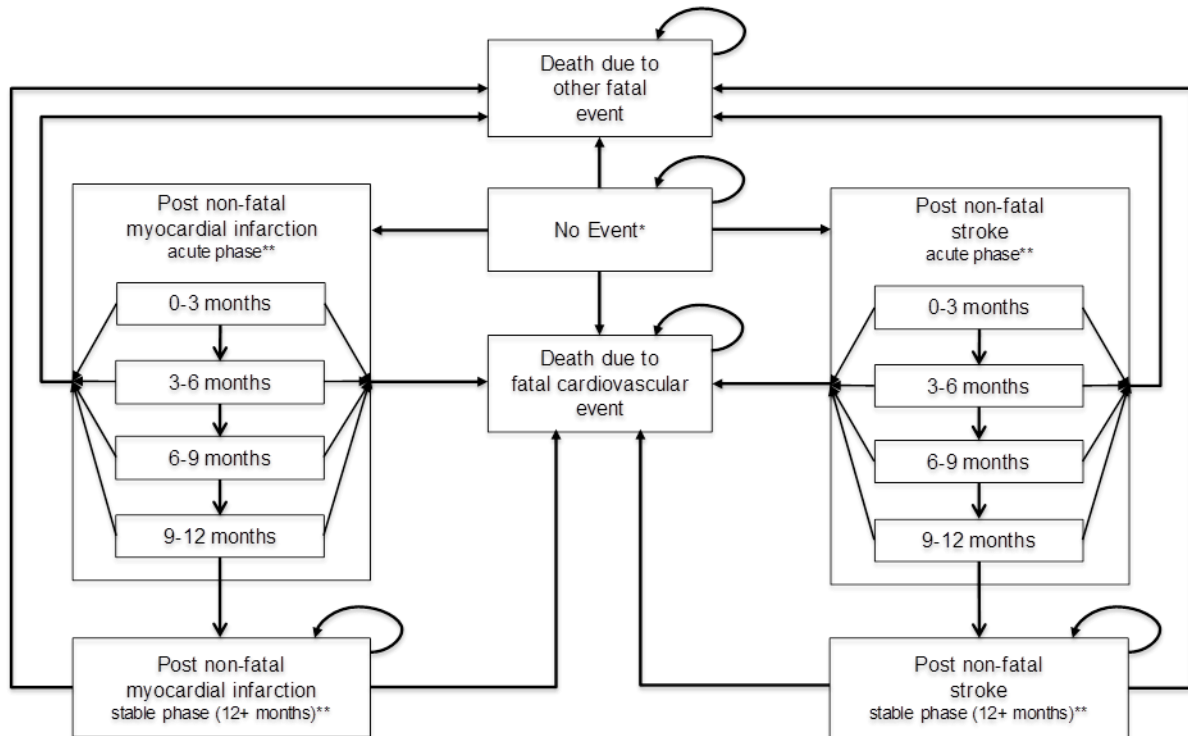 Death due to
other fatal
event
No Event*
Death due to
fatal cardiovascular
event
Post non-fatal
myocardial infarction
acute phase**
0-3 months
3-6 months
6-9 months
9-12 months
Post non-fatal
myocardial infarction
stable phase (12+ months)**
Post non-fatal
stroke
acute phase**
0-3 months
3-6 months
6-9 months
9-12 months
Post non-fatal
stroke
stable phase (12+ months)**